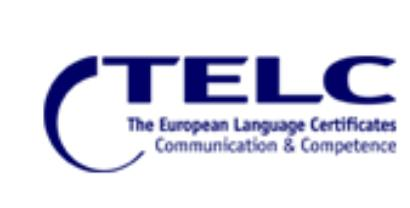 TELC
The European Language Certificates
Communication & Competence